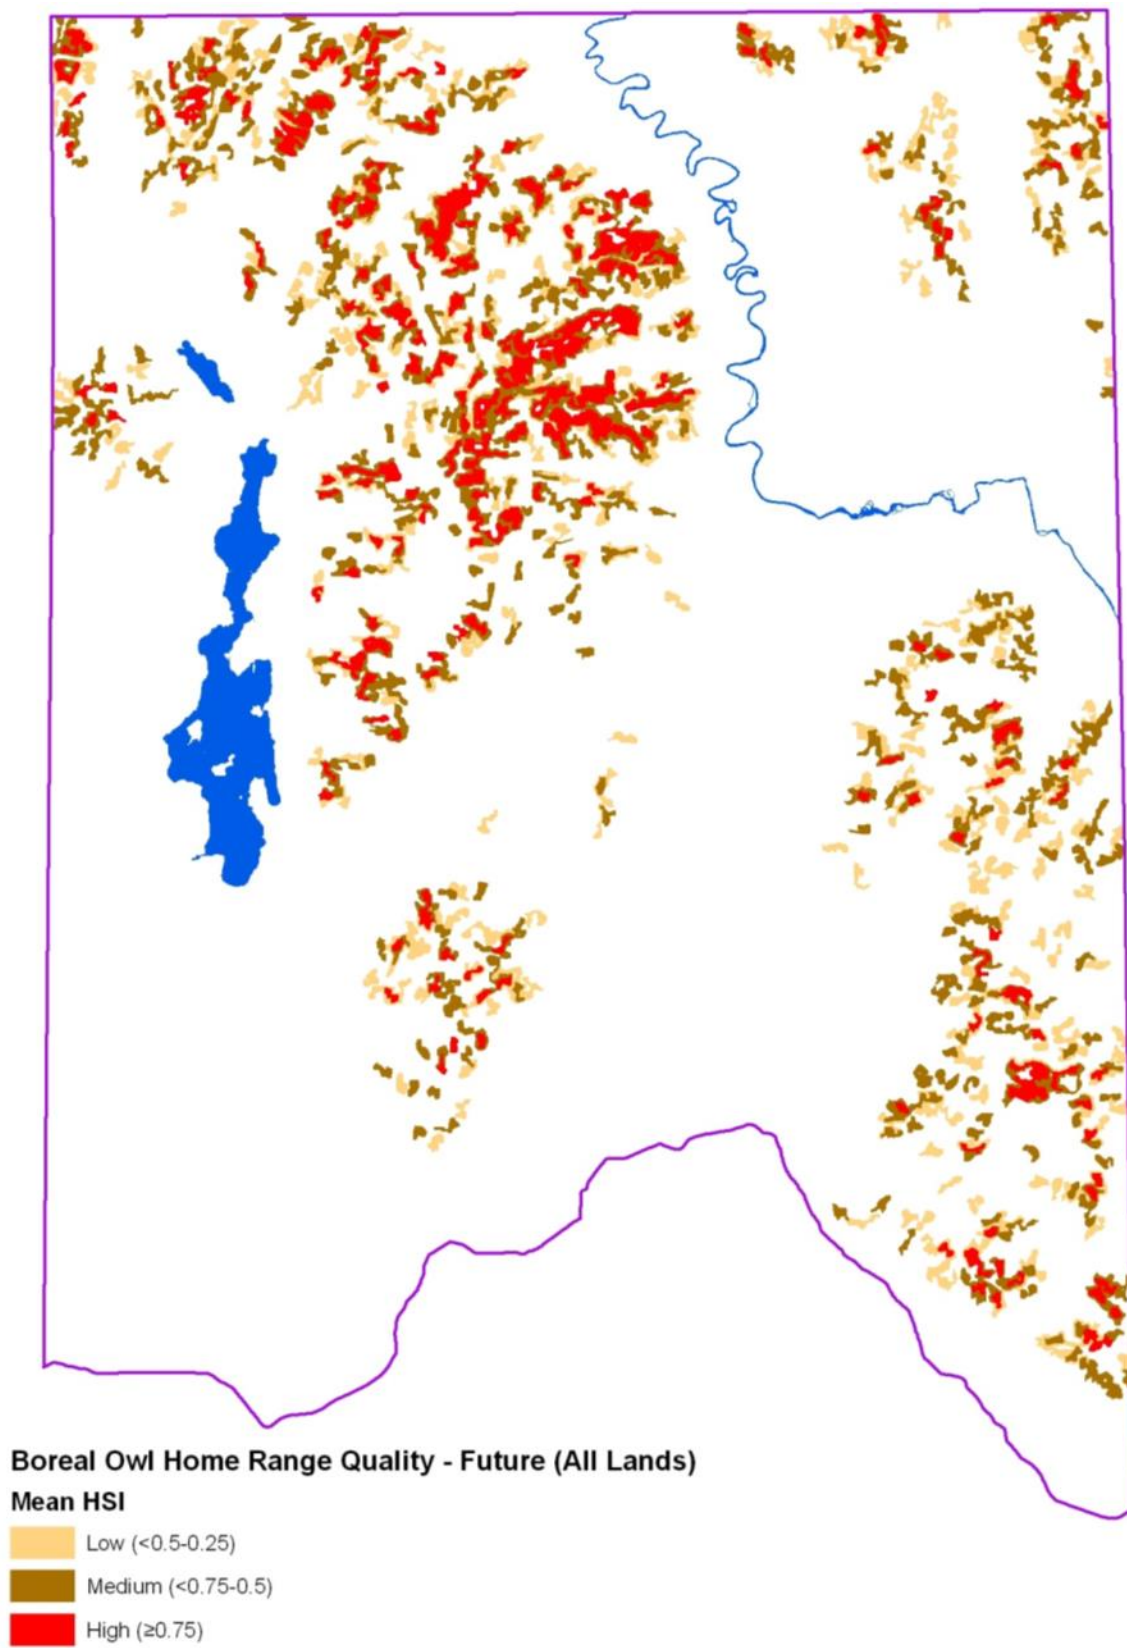 Boreal Owl Home Range Quality - Future (All Lands)
Mean HSI
Low (<0.5-0.25)
Medium (<0.75-0.5)
High (≥0.75)